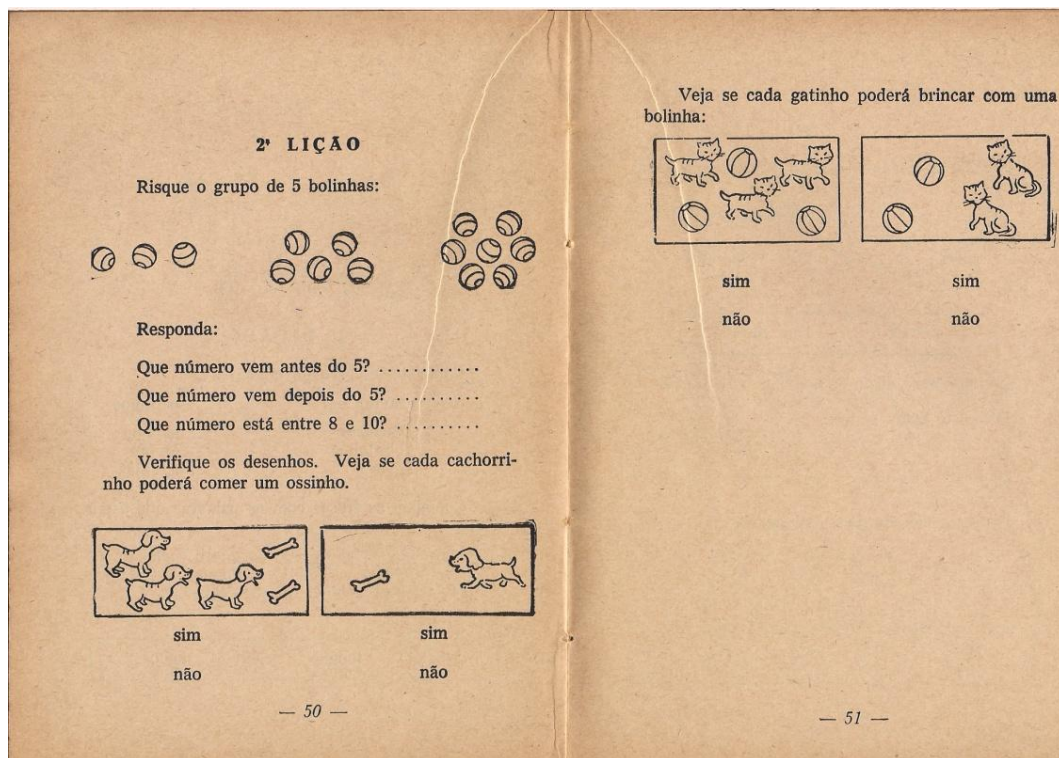 2ª LIÇÃO
Risque o grupo de 5 bolinhas:
Responda:
Que número vem antes do 5? ............
Que número vem depois do 5? ..........
Que número está entre 8 e 10? ..........
Verifique os desenhos. Veja se cada cachorri-
nho poderá comer um ossinho.
sim
sim
não
não
— 50 —
Veja se cada gatinho poderá brincar com uma
bolinha:
sim
sim
não
não
— 51 —